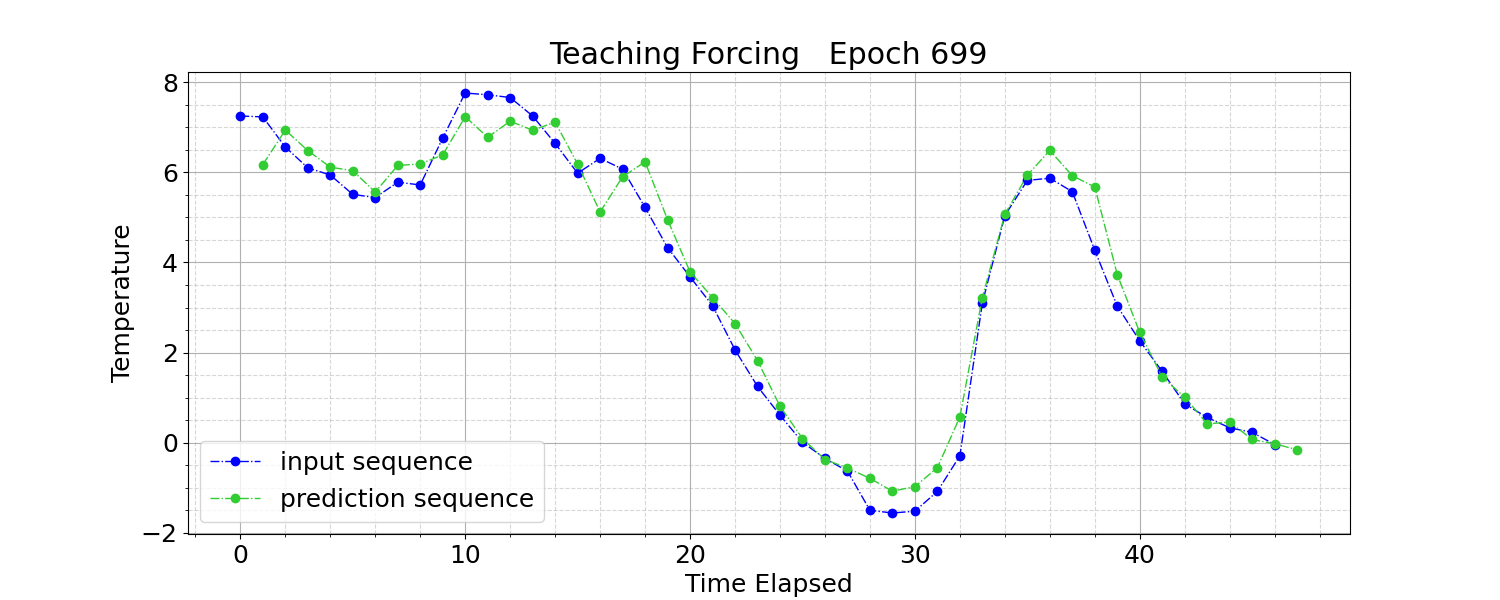 Teaching Forcing   Epoch 699
Temperature
8
6
4
2
0
−2
input sequence
prediction sequence
0 10 20 30 40
Time Elapsed